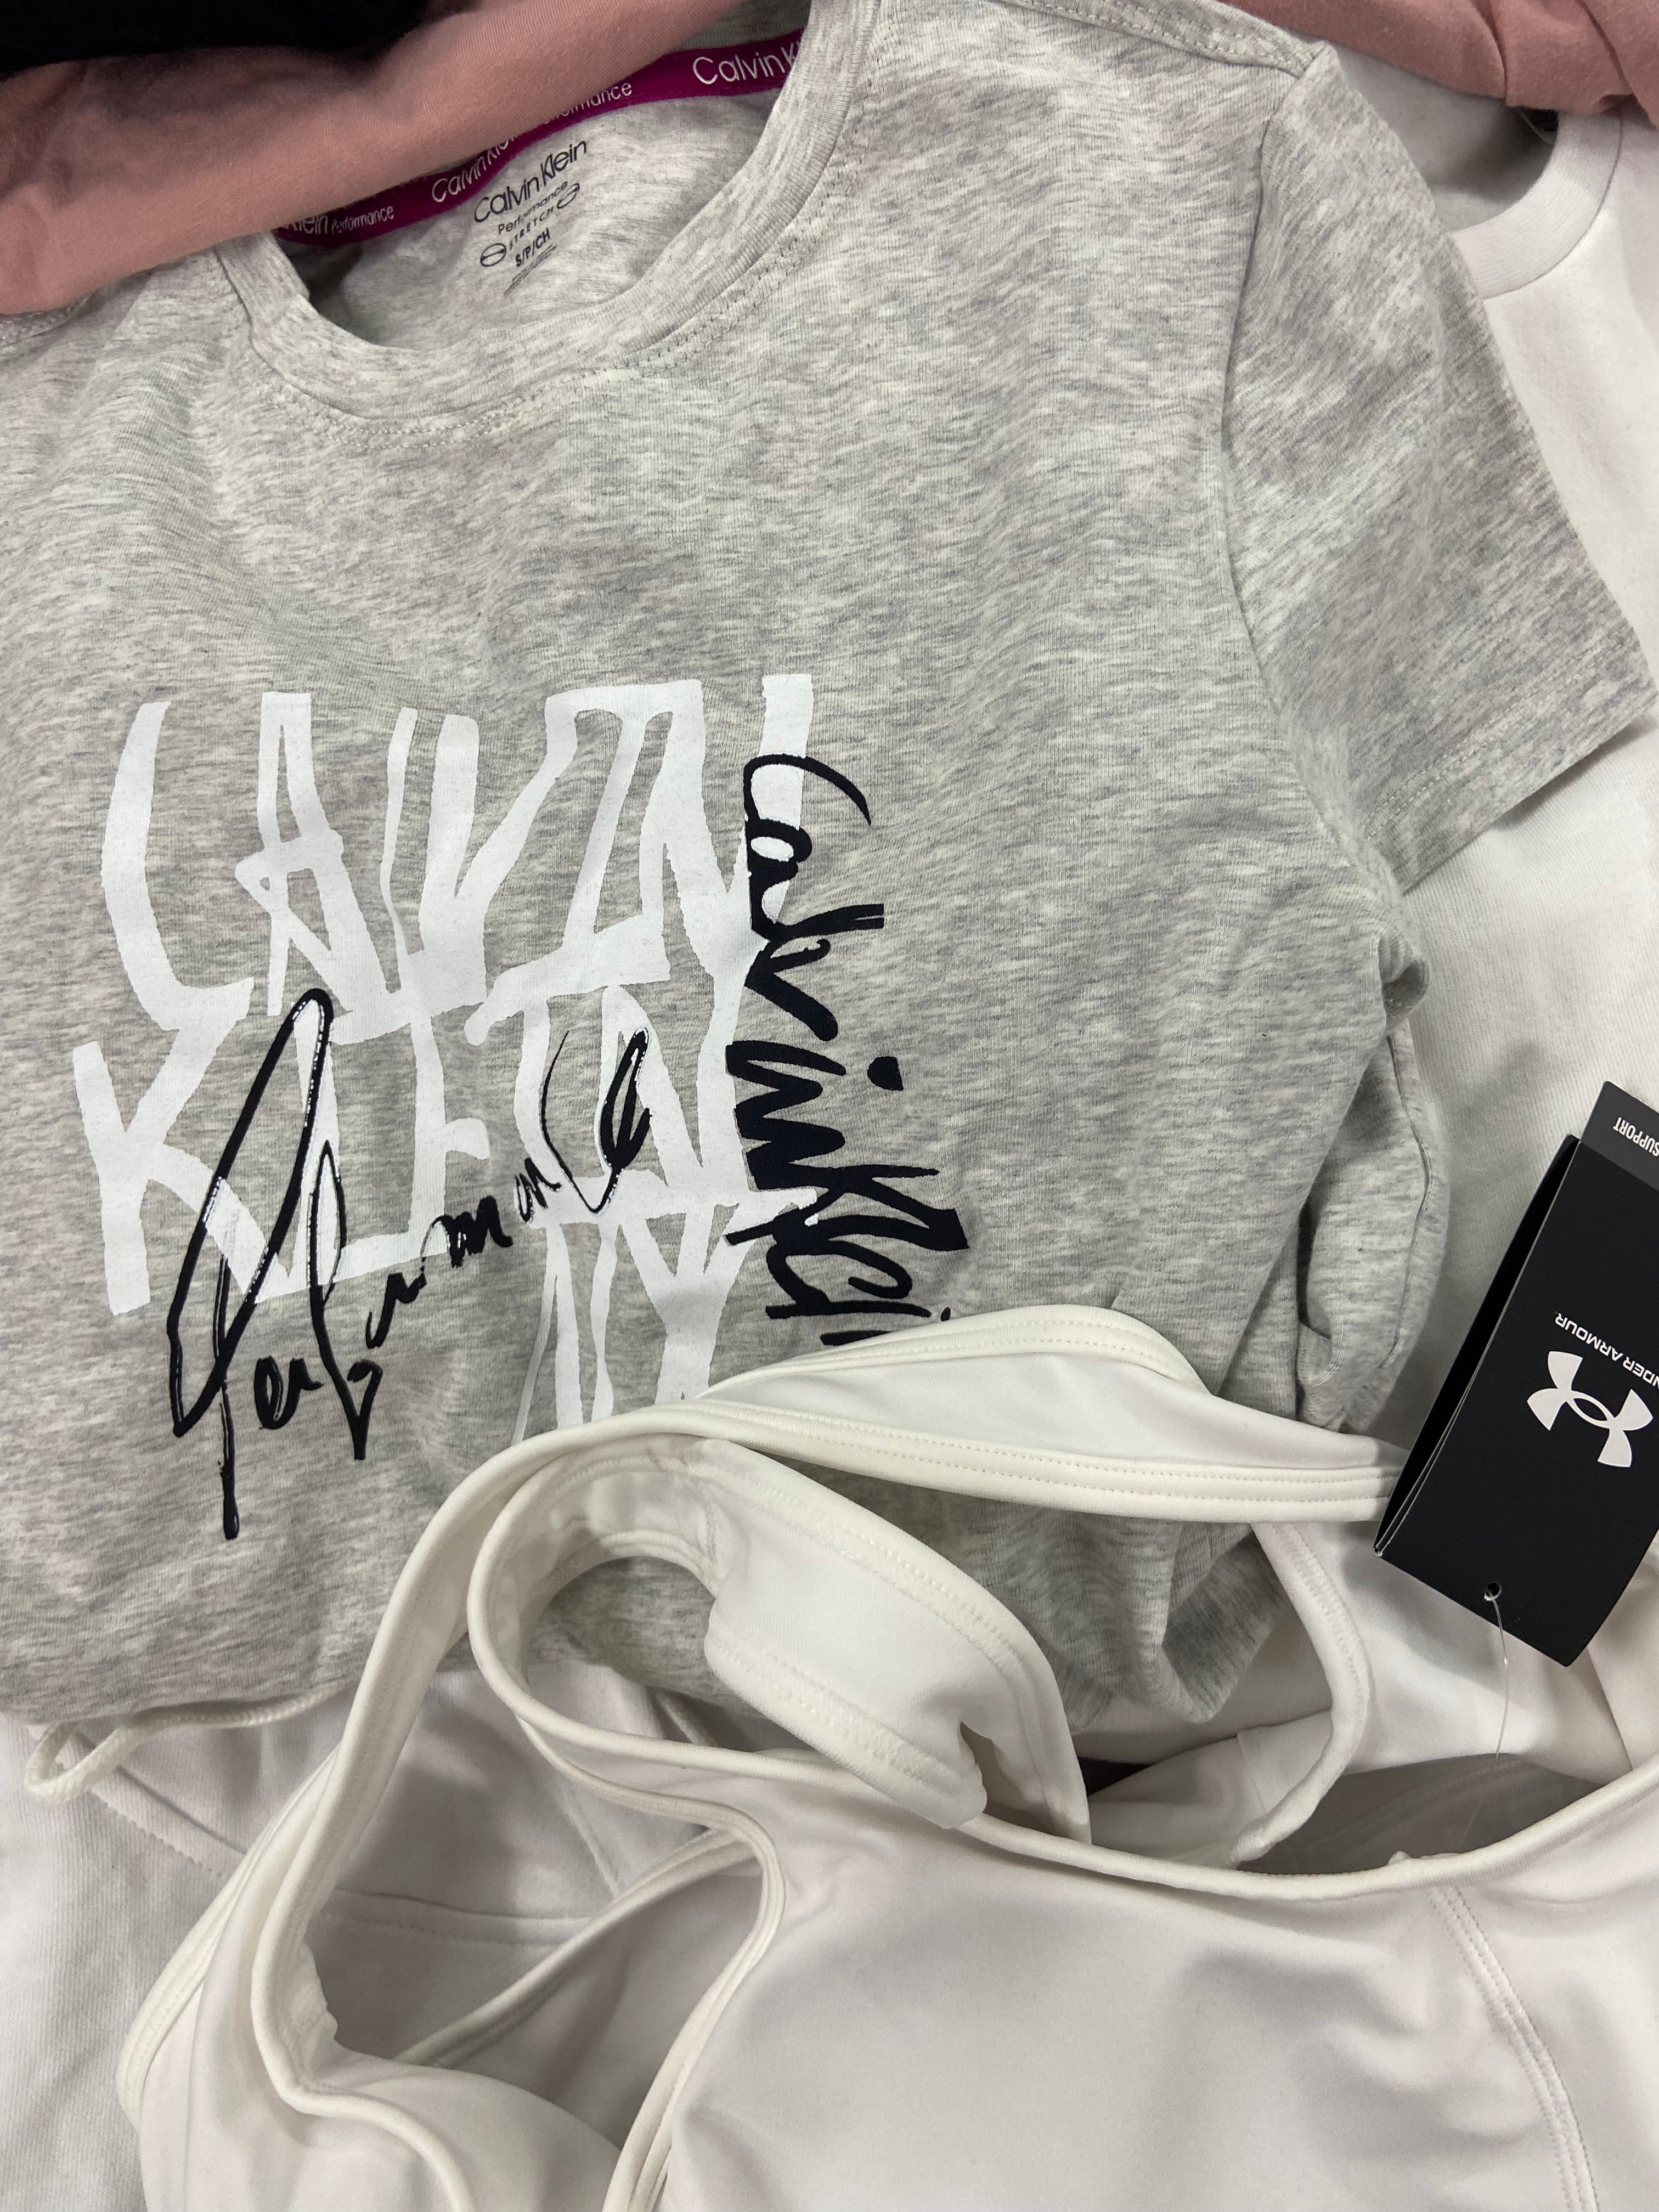 Calvin K
Calvin Klein Performance
Klein Performance
Calvin Klein
Performance
STRETCH
S/P/CH
CALVIN
KLEIN
NY
Calvin Klein
Performance
SUPPORT
UNDER ARMOUR